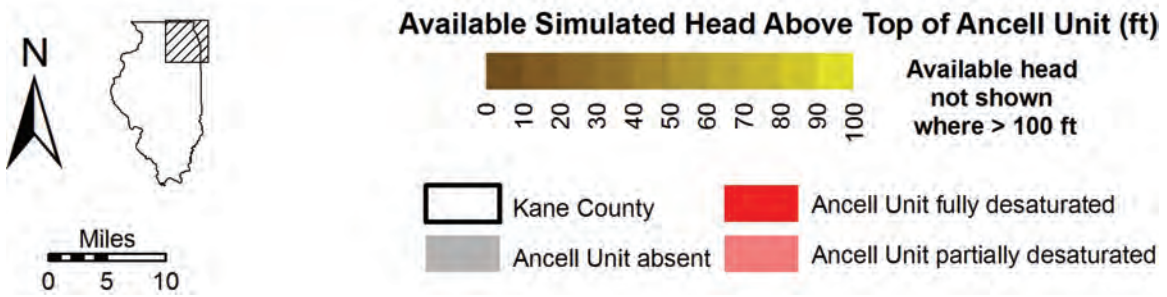 Available Simulated Head Above Top of Ancell Unit (ft)
N
0 10 20 30 40 50 60 70 80 90 100
Available head
not shown
where > 100 ft
Kane County
Ancell Unit fully desaturated
Ancell Unit absent
Ancell Unit partially desaturated
Miles
0 5 10